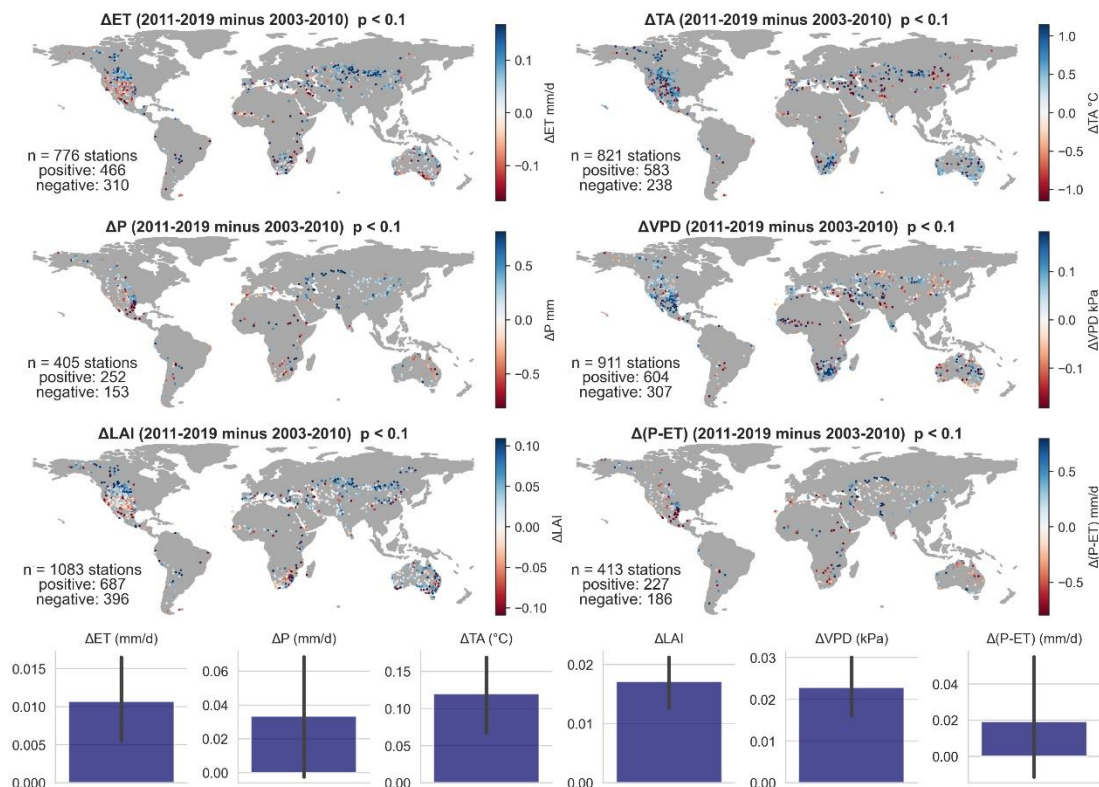 ΔET (2011-2019 minus 2003-2010) p < 0.1
0.1
0.0
−0.1
ΔET mm/d
n = 776 stations
positive: 466
negative: 310
ΔTA (2011-2019 minus 2003-2010) p < 0.1
1.0
0.5
0.0
−0.5
−1.0
ΔTA °C
n = 821 stations
positive: 583
negative: 238
ΔP (2011-2019 minus 2003-2010) p < 0.1
0.5
0.0
−0.5
ΔP mm
n = 405 stations
positive: 252
negative: 153
ΔVPD (2011-2019 minus 2003-2010) p < 0.1
0.1
0.0
−0.1
ΔVPD kPa
n = 911 stations
positive: 604
negative: 307
ΔLAI (2011-2019 minus 2003-2010) p < 0.1
0.10
0.05
0.00
−0.05
−0.10
ΔLAI
n = 1083 stations
positive: 687
negative: 396
Δ(P-ET) (2011-2019 minus 2003-2010) p < 0.1
0.5
0.0
−0.5
Δ(P-ET) mm/d
n = 413 stations
positive: 227
negative: 186
ΔET (mm/d)
0.015
0.010
0.005
0.000
ΔP (mm/d)
0.06
0.04
0.02
0.00
ΔTA (°C)
0.15
0.10
0.05
0.00
ΔLAI
0.02
0.01
0.00
ΔVPD (kPa)
0.03
0.02
0.01
0.00
Δ(P-ET) (mm/d)
0.04
0.02
0.00